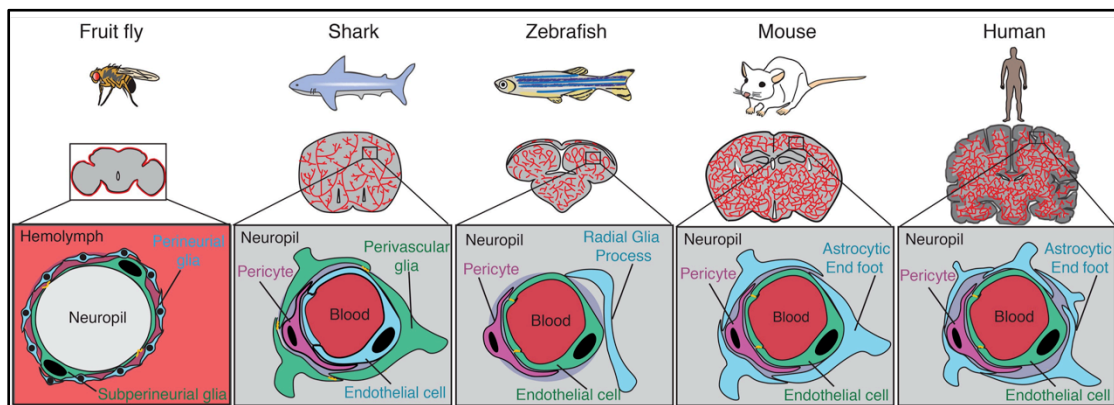 Fruit fly
Shark
Zebrafish
Mouse
Human
Hemolymph
Perineurial
glia
Neuropil
Subperineurial glia
Neuropil
Perivascular
glia
Pericyte
Blood
Endothelial cell
Neuropil
Radial Glia
Process
Pericyte
Blood
Endothelial cell
Neuropil
Astrocytic
End foot
Pericyte
Blood
Endothelial cell
Neuropil
Astrocytic
End foot
Pericyte
Blood
Endothelial cell